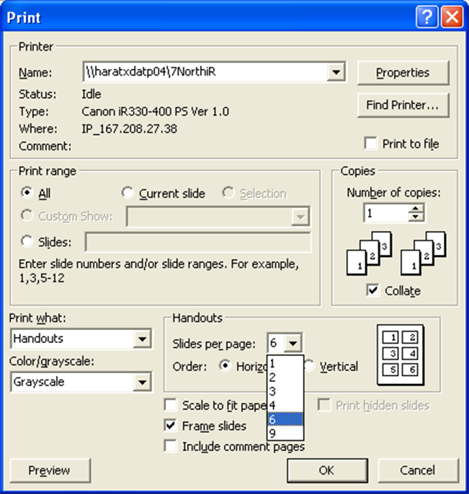 Print
Printer
Name:
\\haratxdatp04\7NorthiR
Properties
Status:
Idle
Type:
Canon iR330-400 PS Ver 1.0
Find Printer...
Where:
IP_167.208.27.38
Comment:
Print to file
Print range
All
Current slide
Selection
Custom Show:
Slides:
Enter slide numbers and/or slide ranges. For example,
1,3,5-12
Copies
Number of copies:
1
1 2 3 1 2 3
Collate
Print what:
Handouts
Color/grayscale:
Grayscale
Handouts
Slides per page:
6
Order:
Horizo
Vertical
1
2
3
4
6
9
1 2
3 4
5 6
Scale to fit pape
Print hidden slides
Frame slides
Include comment pages
Preview
OK
Cancel